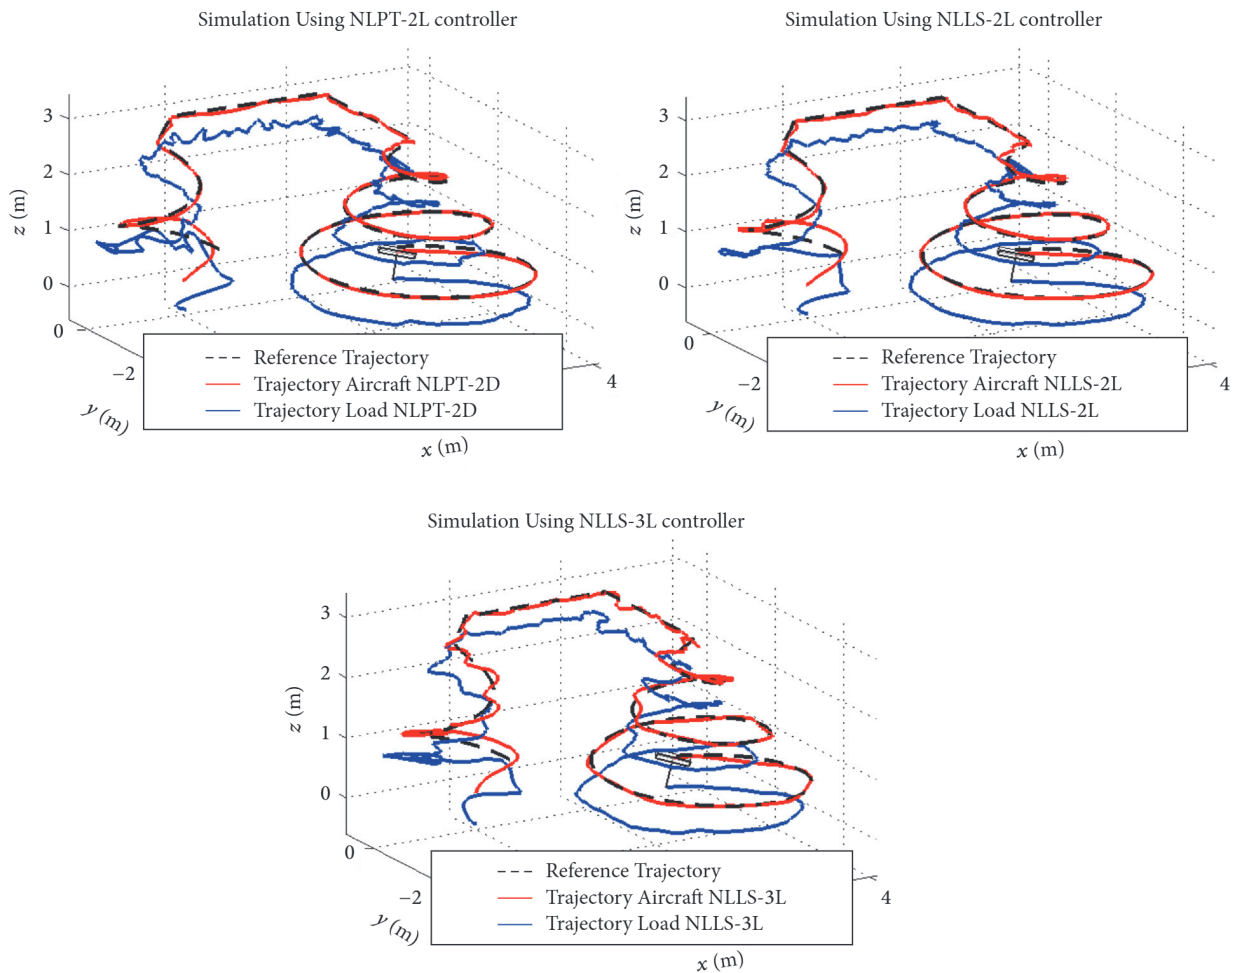 Simulation Using NLPT-2L controller
3
2
1
0
z (m)
0
−2
y (m)
4
x (m)
Reference Trajectory
Trajectory Aircraft NLPT-2D
Trajectory Load NLPT-2D
Simulation Using NLLS-2L controller
3
2
1
0
z (m)
0
−2
y (m)
4
x (m)
Reference Trajectory
Trajectory Aircraft NLLS-2L
Trajectory Load NLLS-2L
Simulation Using NLLS-3L controller
3
2
1
0
z (m)
0
−2
y (m)
4
x (m)
Reference Trajectory
Trajectory Aircraft NLLS-3L
Trajectory Load NLLS-3L